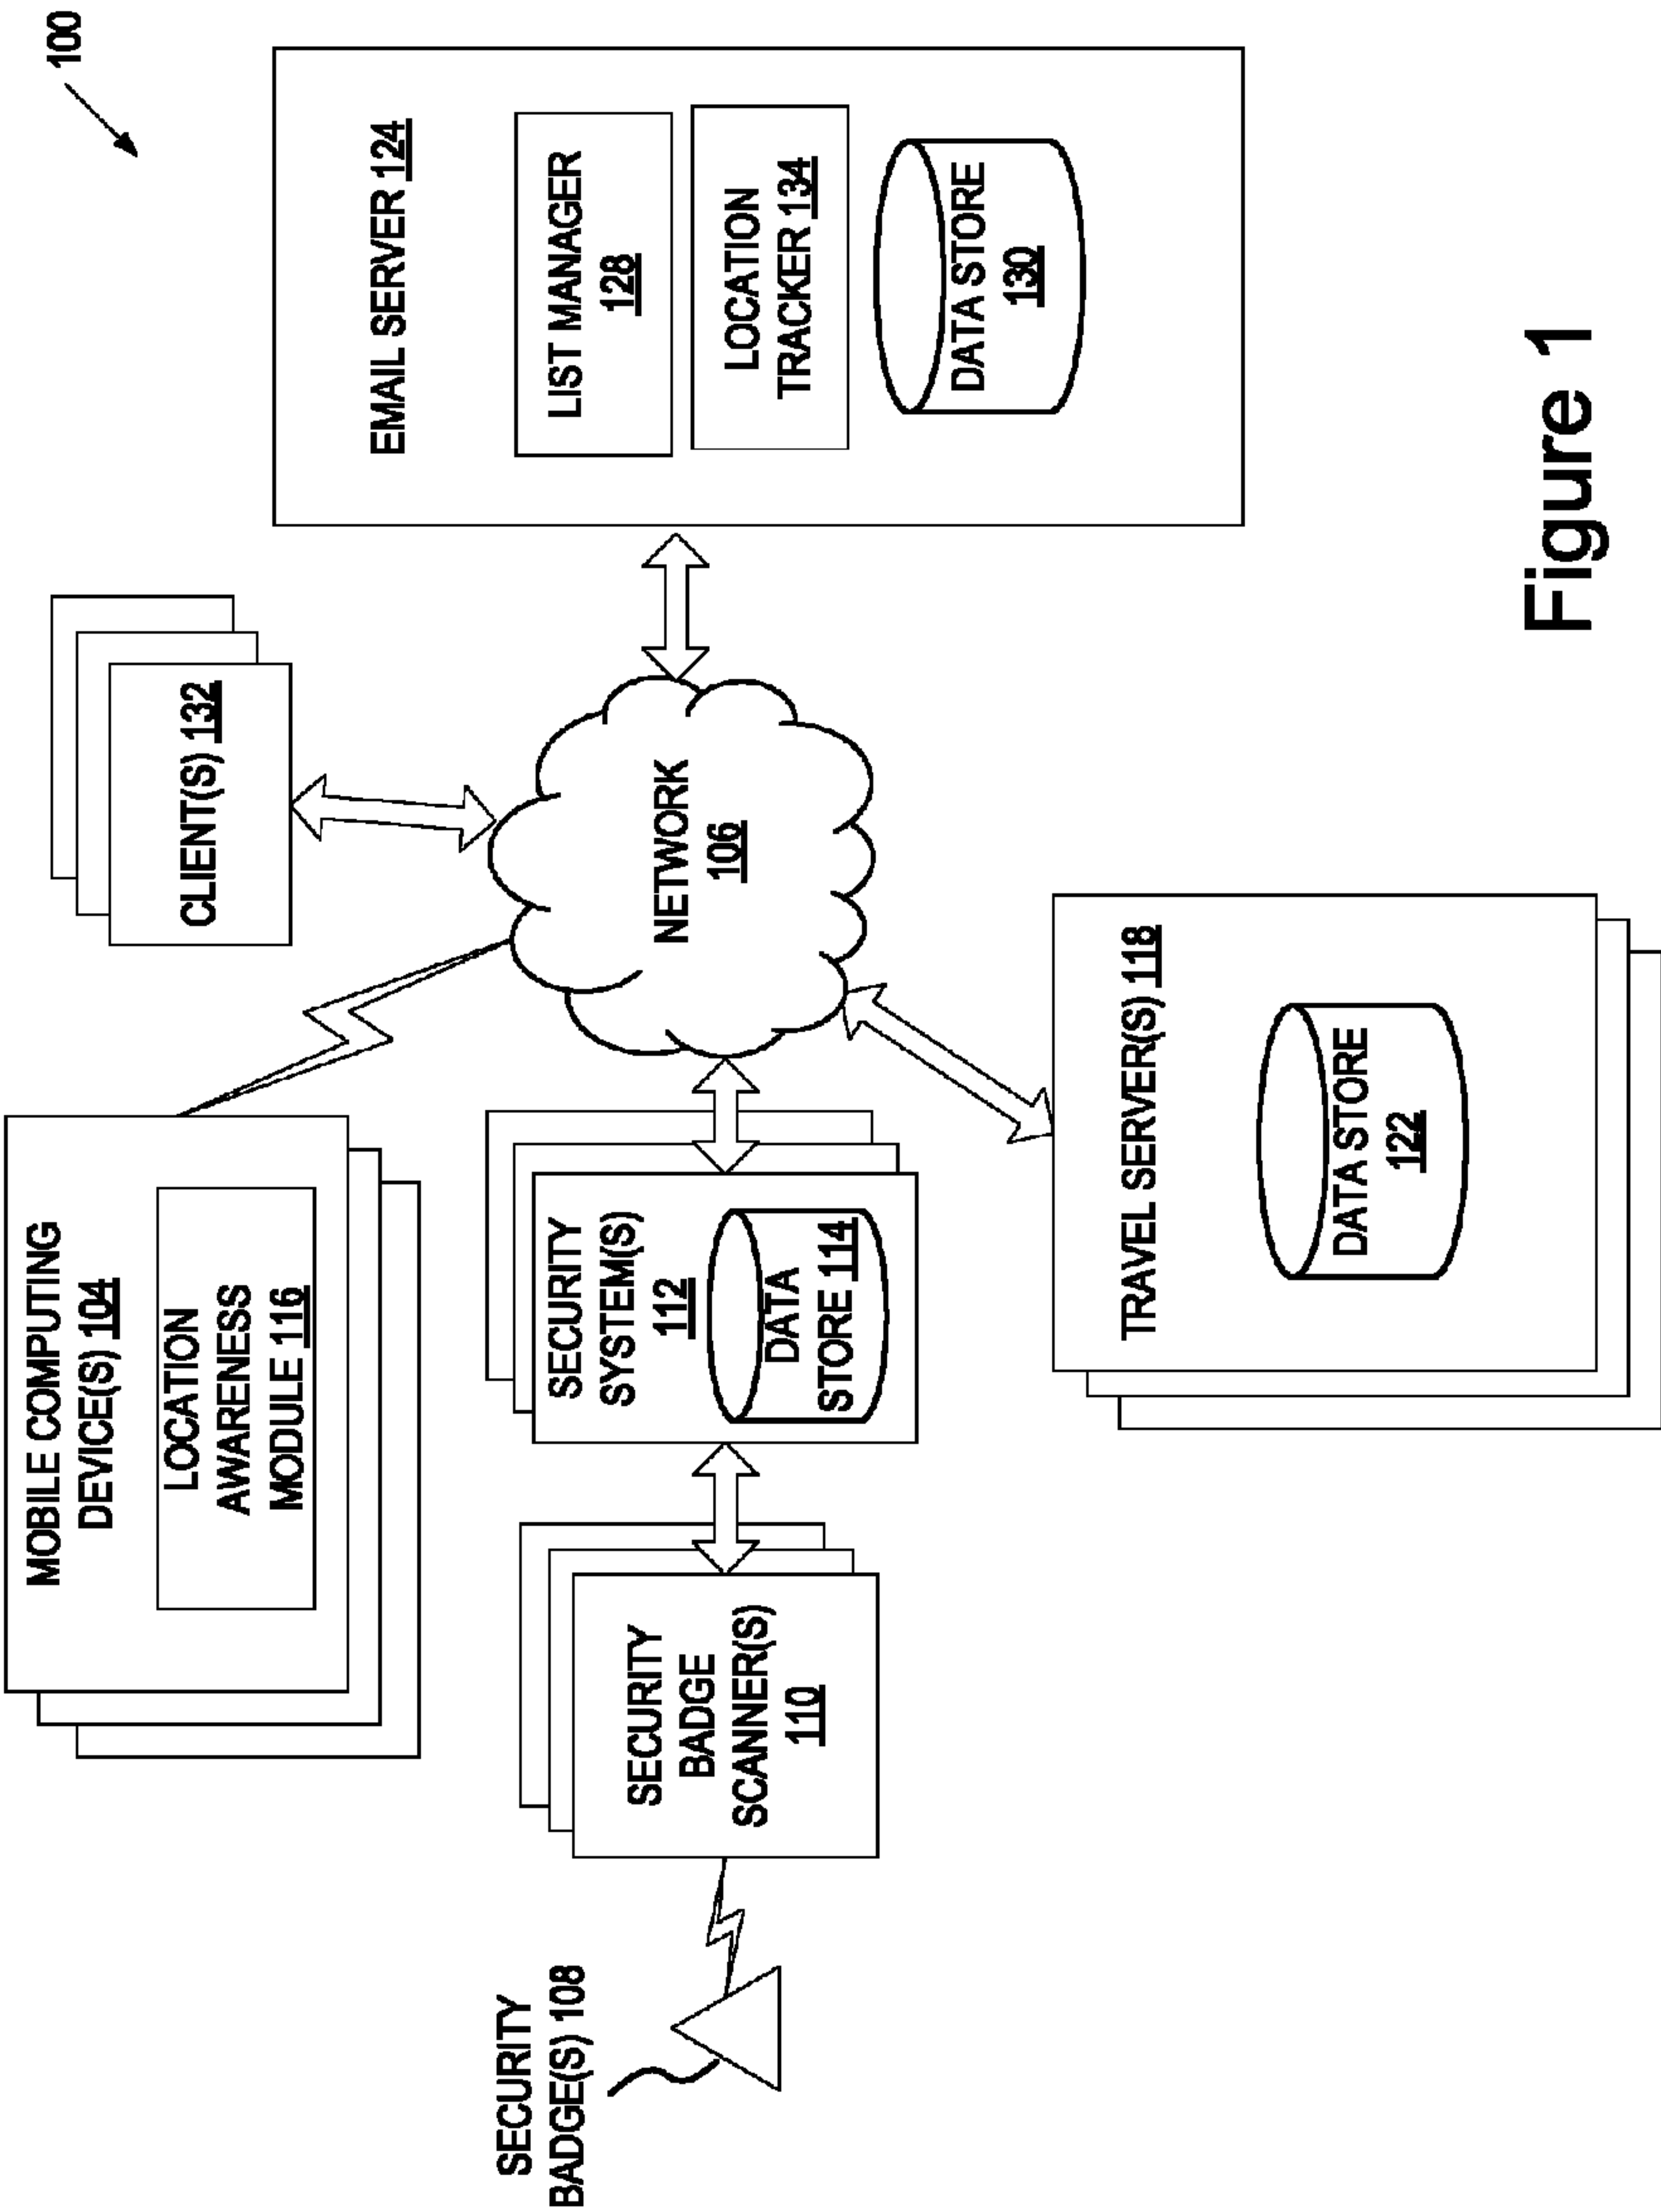 100
MOBILE COMPUTING
DEVICE(S) 104
LOCATION
AWARENESS
MODULE 116
CLIENT(S) 132
EMAIL SERVER 124
LIST MANAGER
128
LOCATION
TRACKER 134
DATA STORE
130
NETWORK
106
SECURITY
SYSTEM(S)
112
DATA
STORE 114
SECURITY
BADGE
SCANNER(S)
110
SECURITY
BADGE(S) 108
TRAVEL SERVER(S) 118
DATA STORE
122
Figure 1